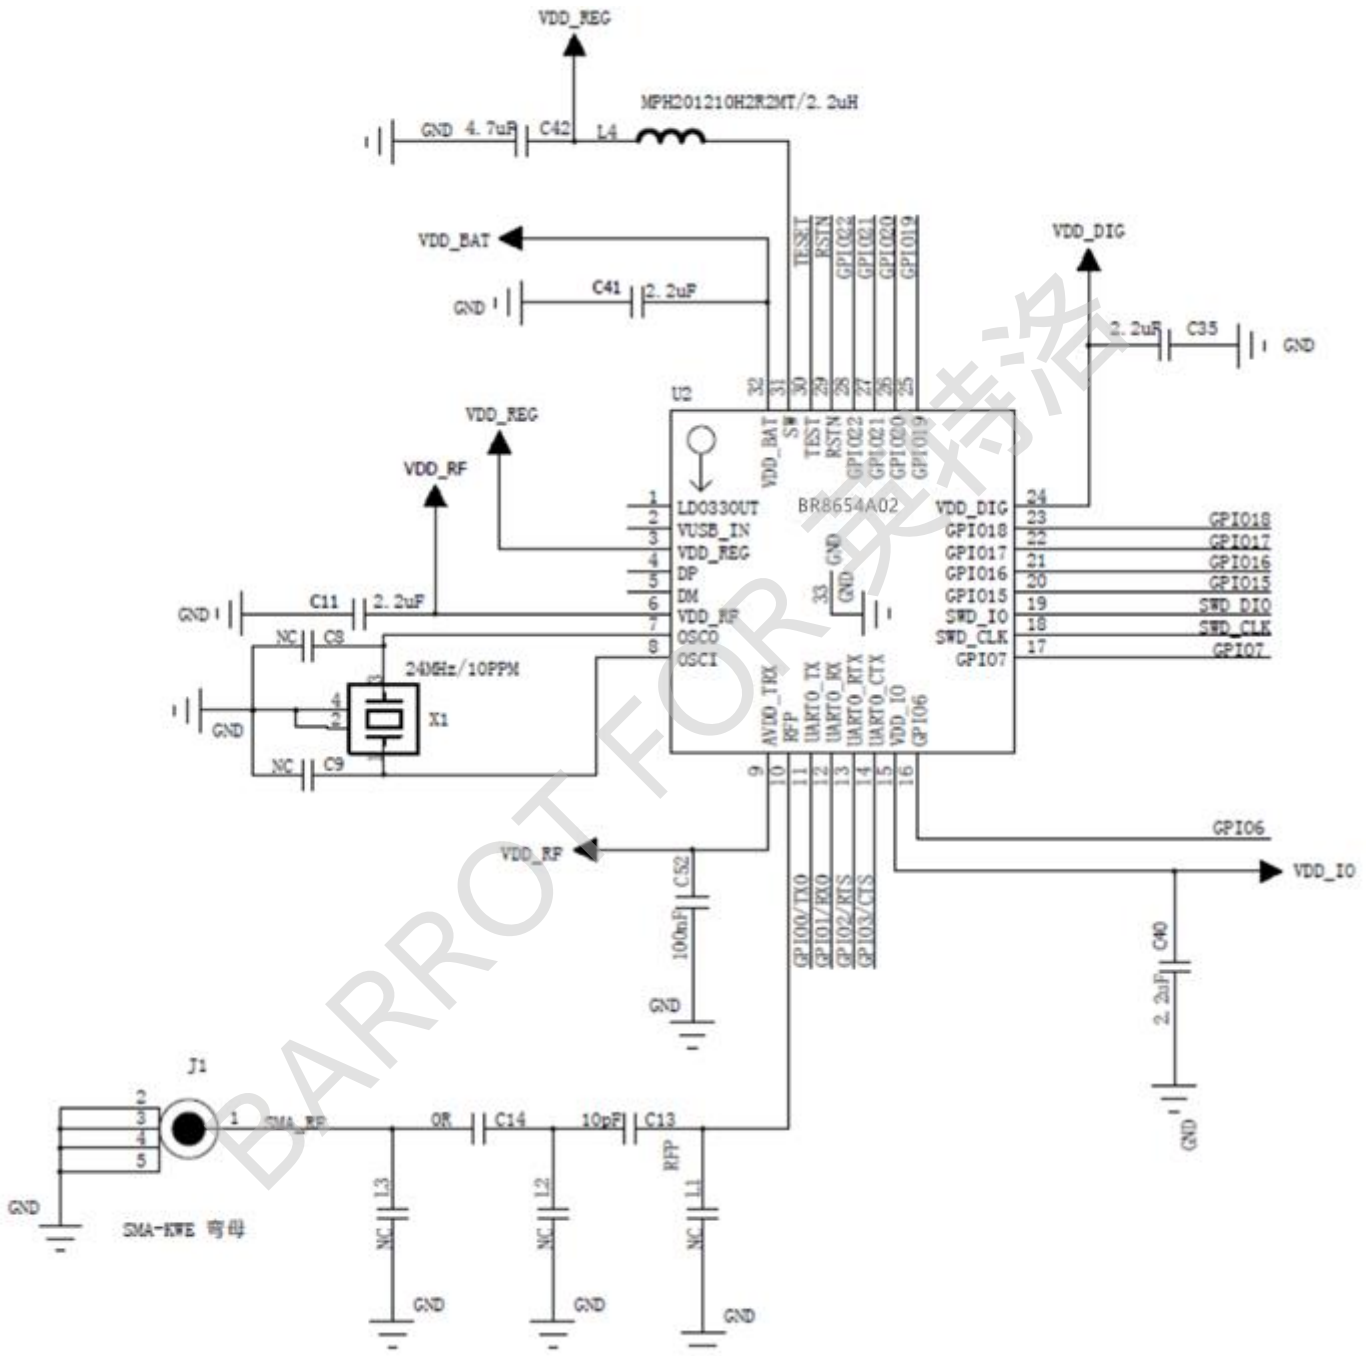 VDD_REG
MPH201210H2R2MT/2.2uH
GND 4.7uF C42 L4
VDD_BAT
GND C41 2.2uF
TESET
RSTN
GPIO22
GPIO21
GPIO20
GPIO19
VDD_DIG
2.2uF C35 GND
32
31
30
29
28
27
26
25
U2
VDD_BAT
SW
TEST
RSTN
GPIO22
GPIO21
GPIO20
GPIO19
VDD_REG
VDD_RF
BR8654A02
1 LDO33OUT
2 VUSB_IN
3 VDD_REG
4 DP
5 DM
6 VDD_RF
7 OSCO
8 OSCI
33
GND
GND
VDD_DIG 24
GPIO18 23 GPIO18
GPIO17 22 GPIO17
GPIO16 21 GPIO16
GPIO15 20 GPIO15
SWD_IO 19 SWD_DIO
SWD_CLK 18 SWD_CLK
GPIO7 17 GPIO7
GND C11 2.2uF
NC C8
24MHz/10PPM
3
4
2
X1
GND
1
NC C9
AVDD_TRX
RFP
UART0_TX
UART0_RX
UART0_RTX
UART0_CTX
VDD_IO
GPIO6
9
10
11
12
13
14
15
16
GPIO6
VDD_IO
VDD_RF
C52
100nF
GND
GPIO0/TX0
GPIO1/RX0
GPIO2/RTS
GPIO3/CTS
C40
2.2uF
GND
J1
2
3
4
5
1 SMA_RF
0R C14
10pF C13
RFP
GND
SMA-KWE 弯母
L3
NC
GND
L2
NC
GND
L1
NC
GND
BARROT FOR 英特洛